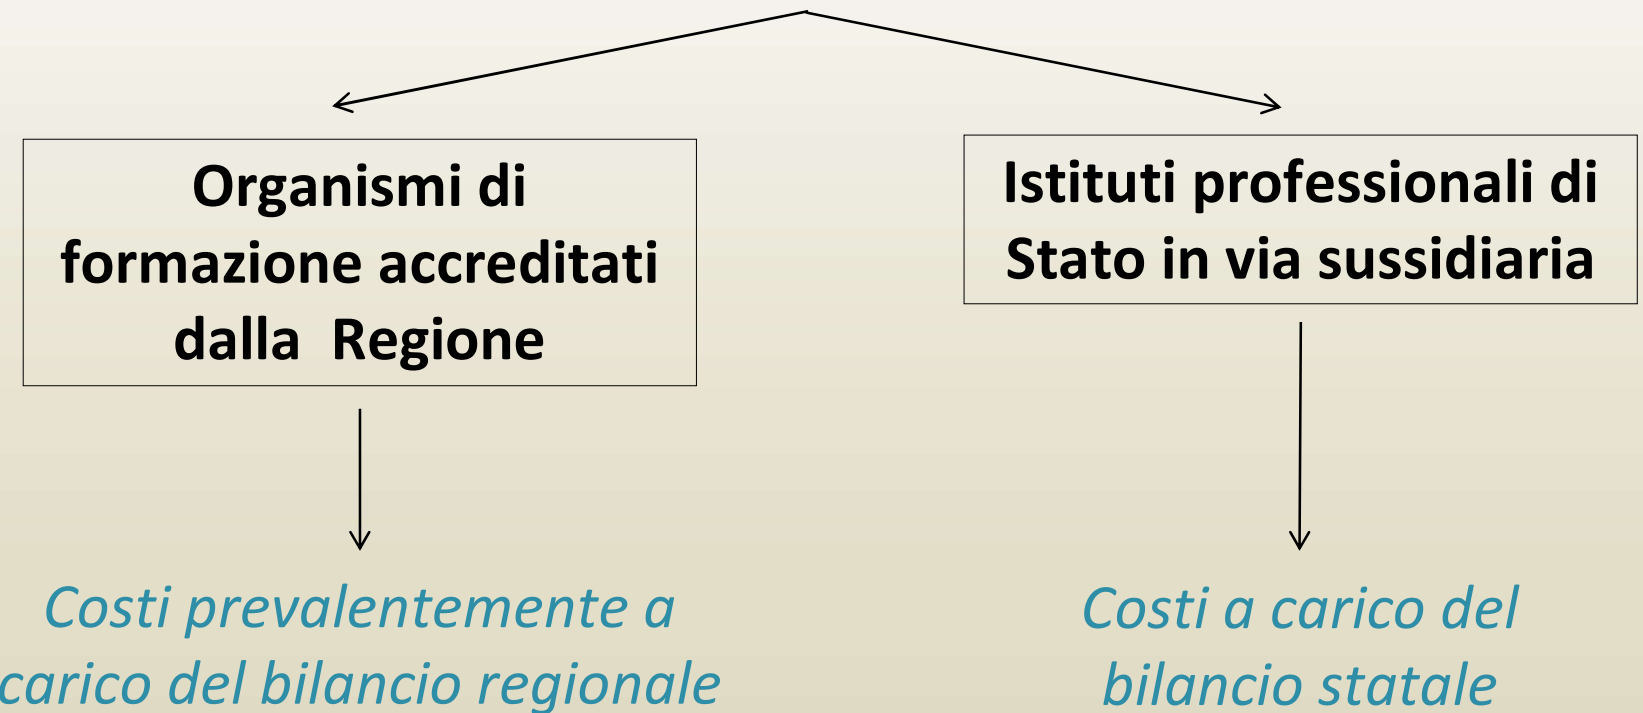 Organismi di
formazione accreditati
dalla  Regione
Istituti professionali di
Stato in via sussidiaria
Costi prevalentemente a
carico del bilancio regionale
Costi a carico del
bilancio statale